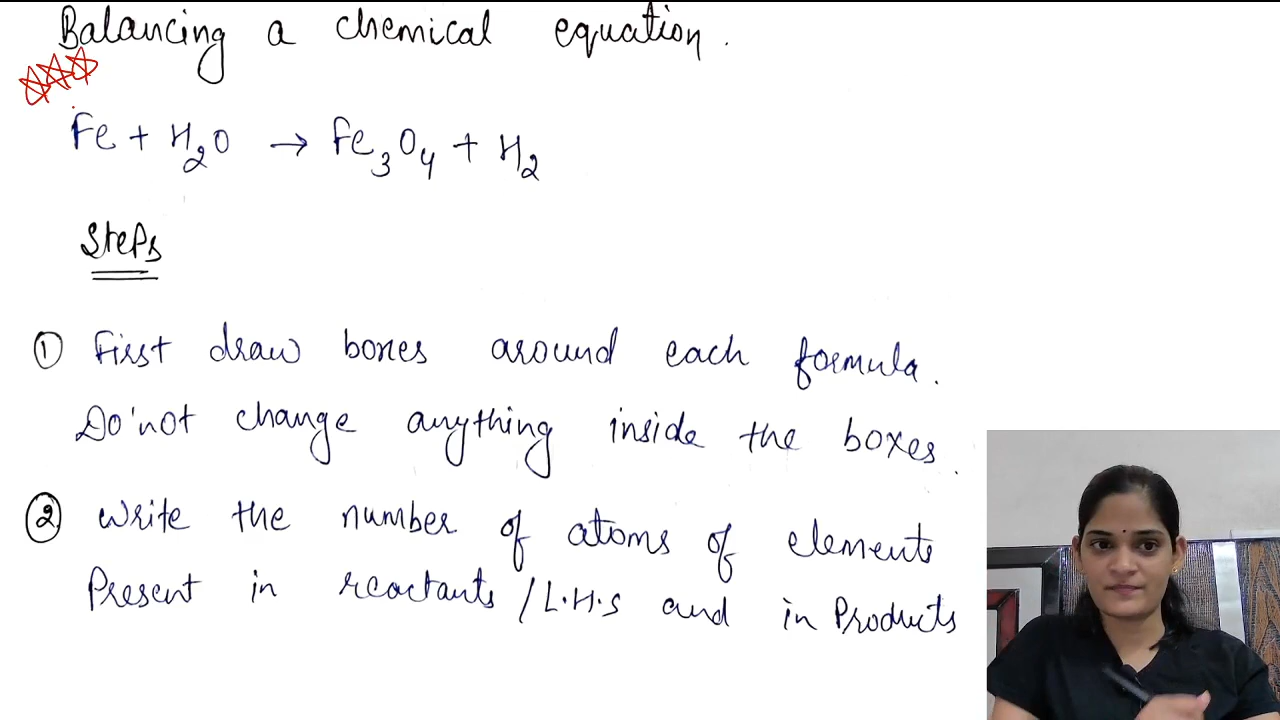 Balancing a chemical equation.
Fe + H₂O → Fe₃O₄ + H₂
Steps
① First draw boxes around each formula.
Do'not change anything inside the boxes.
② Write the number of atoms of elements
Present in reactants / L.H.S and in Products